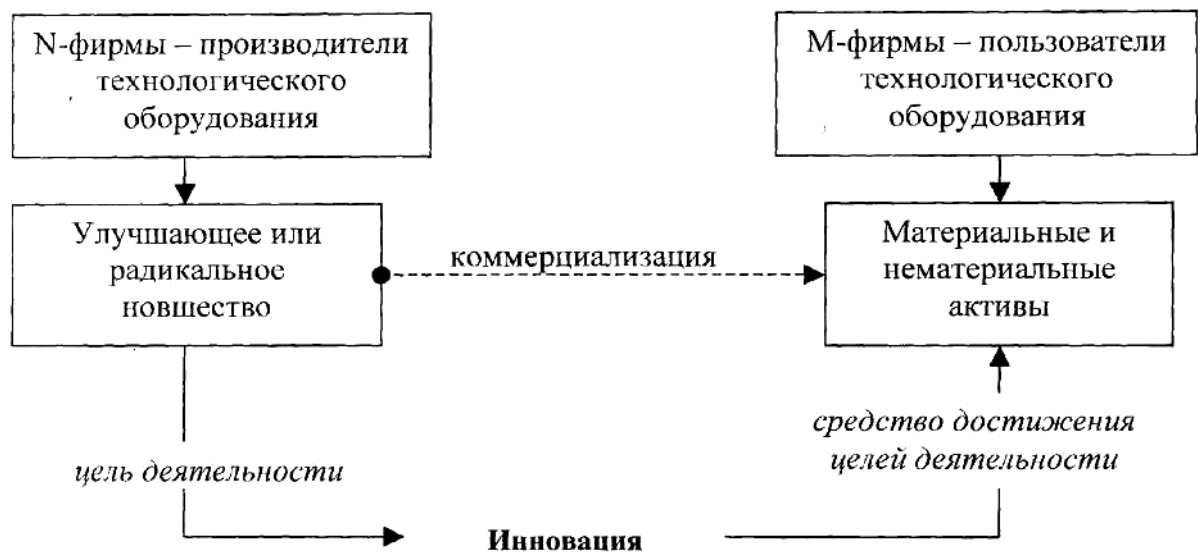 N-фирмы – производители
технологического
оборудования
М-фирмы – пользователи
технологического
оборудования
Улучшающее или
радикальное
новшество
коммерциализация
Материальные и
нематериальные
активы
цель деятельности
средство достижения
целей деятельности
Инновация